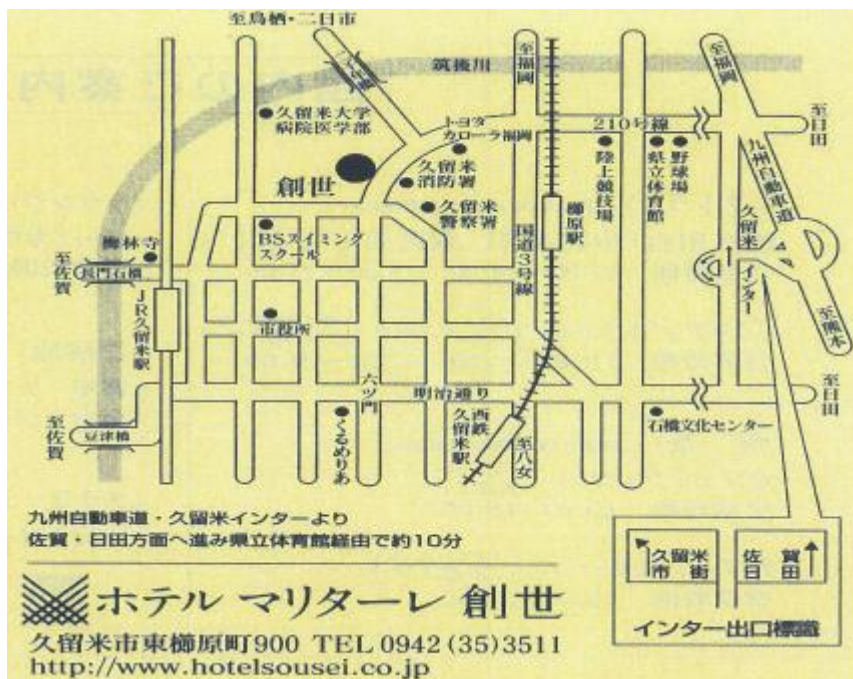 至鳥栖・二日市
筑後川
至福岡
至福岡
至日田
久留米大学
病院医学部
トヨタ
カローラ福岡
210号線
創世
久留米
消防署
久留米
警察署
陸上競技場
県立体育館
野球場
九州自動車道
櫛原駅
国道3号線
久留米
インター
梅林寺
BSスイミング
スクール
至佐賀
長門石橋
JR久留米駅
市役所
至熊本
六ツ門
明治通り
至日田
至佐賀
豆津橋
くるめりあ
西鉄
久留米駅
至八女
石橋文化センター
九州自動車道・久留米インターより
佐賀・日田方面へ進み県立体育館経由で約10分
久留米
市街
佐賀
日田
インター出口標識
ホテル マリターレ 創世
久留米市東櫛原町900 TEL 0942(35)3511
http://www.hotelsousei.co.jp